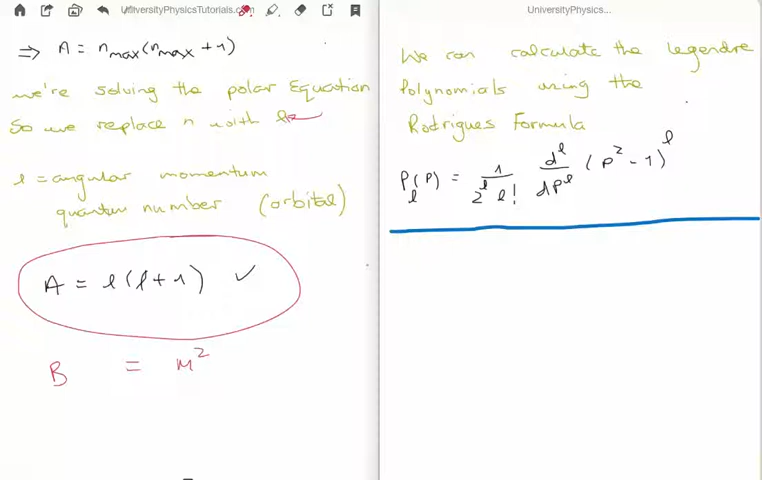 UniversityPhysicsTutorials.com
⇒ A = n_max(n_max + 1)
we're solving the polar Equation
So we replace n with ℓ
ℓ = angular momentum
quantum number (orbital)
A = ℓ(ℓ+1) ✓
B = m²
UniversityPhysics...
We can calculate the legendre
Polynomials using the
Rodrigues Formula
P_ℓ(P) = 1/(2^ℓ ℓ!) d^ℓ/dP^ℓ (P² - 1)^ℓ